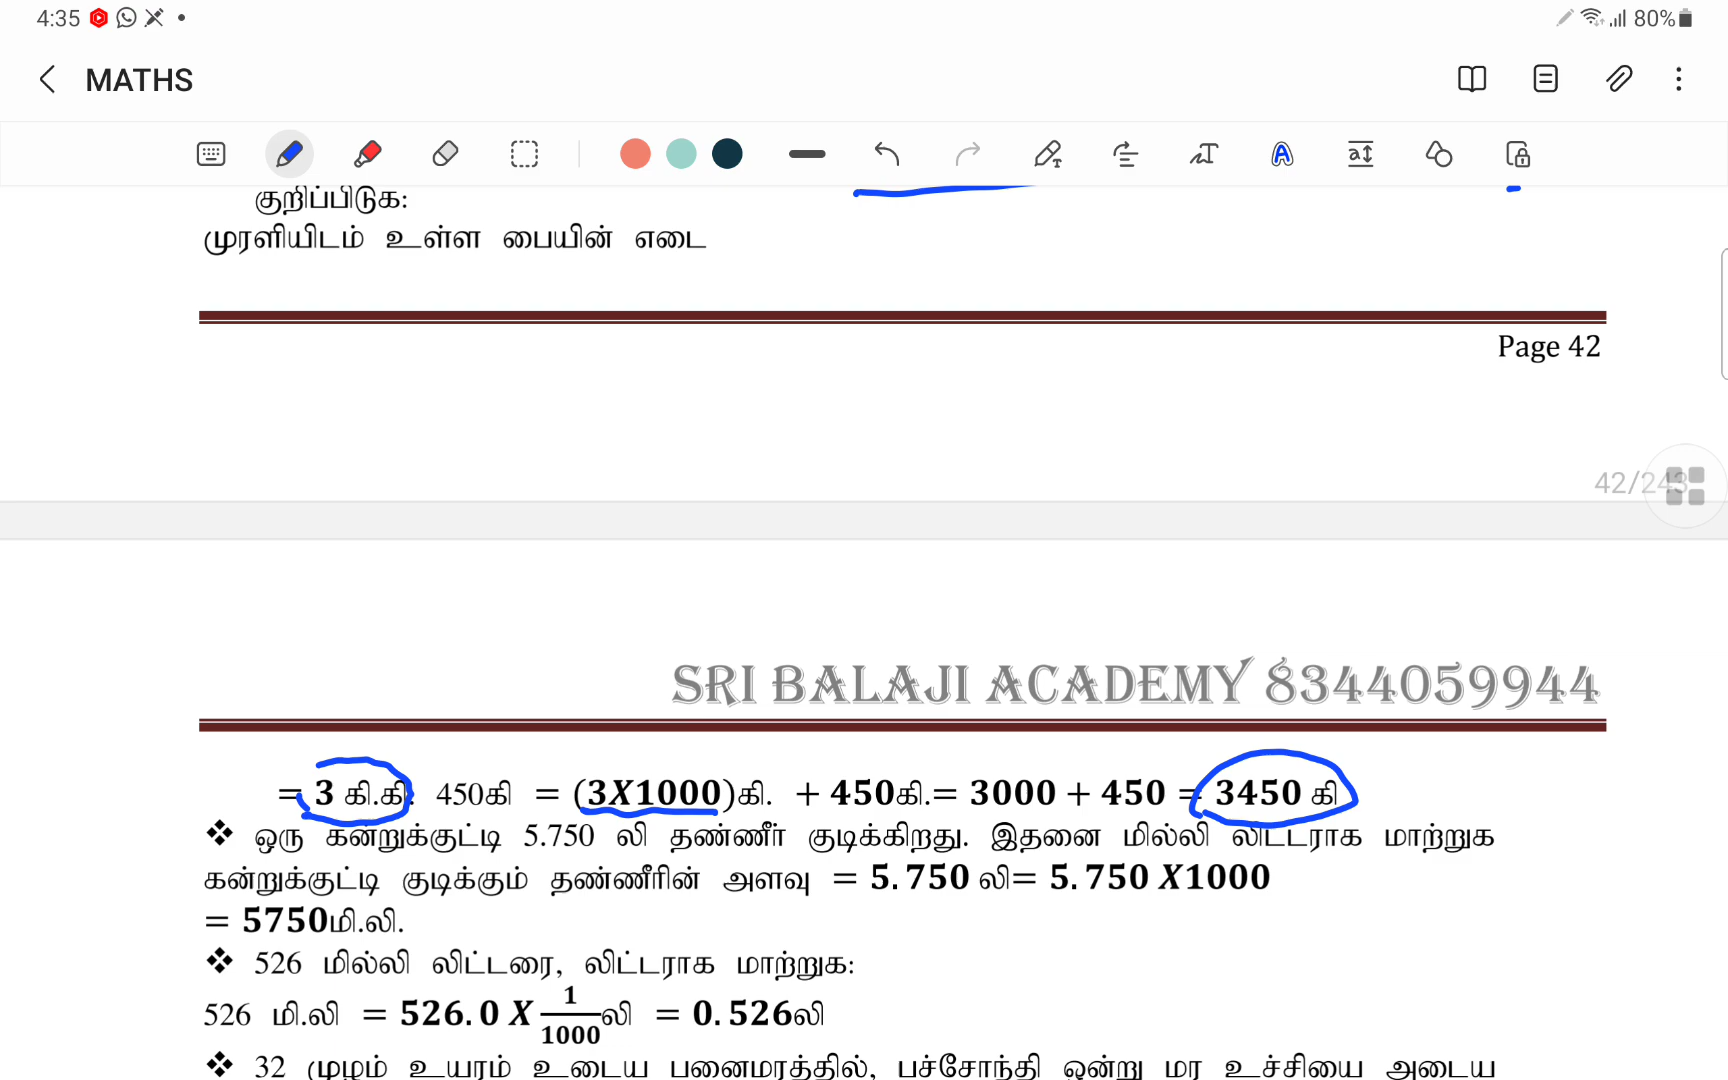 4:35 80%
MATHS
குறிப்பிடுக:
முரளியிடம் உள்ள பையின் எடை
Page 42
42/243
SRI BALAJI ACADEMY 8344059944
= 3 கி.கி. 450கி = (3X1000)கி. + 450கி.= 3000 + 450 = 3450 கி
❖ ஒரு கன்றுக்குட்டி 5.750 லி தண்ணீர் குடிக்கிறது. இதனை மில்லி லிட்டராக மாற்றுக
கன்றுக்குட்டி குடிக்கும் தண்ணீரின் அளவு = 5.750 லி= 5.750 X1000
= 5750மி.லி.
❖ 526 மில்லி லிட்டரை, லிட்டராக மாற்றுக:
526 மி.லி = 526.0 X 1/1000 லி = 0.526லி
❖ 32 முழம் உயரம் உடைய பனைமரத்தில், பச்சோந்தி ஒன்று மர உச்சியை அடைய